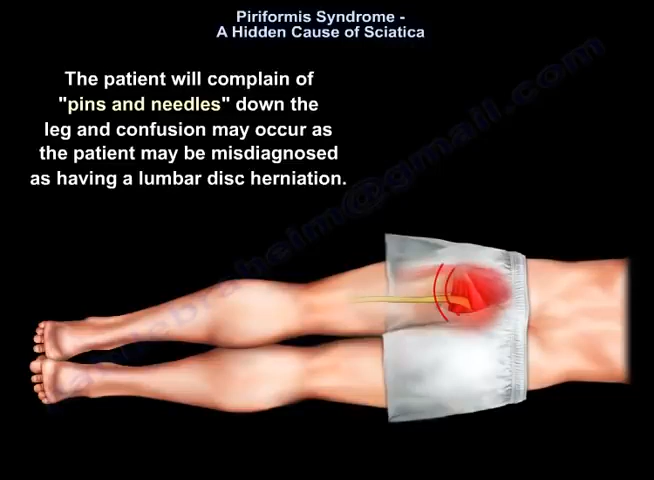 Piriformis Syndrome -
A Hidden Cause of Sciatica
The patient will complain of
"pins and needles" down the
leg and confusion may occur as
the patient may be misdiagnosed
as having a lumbar disc herniation.